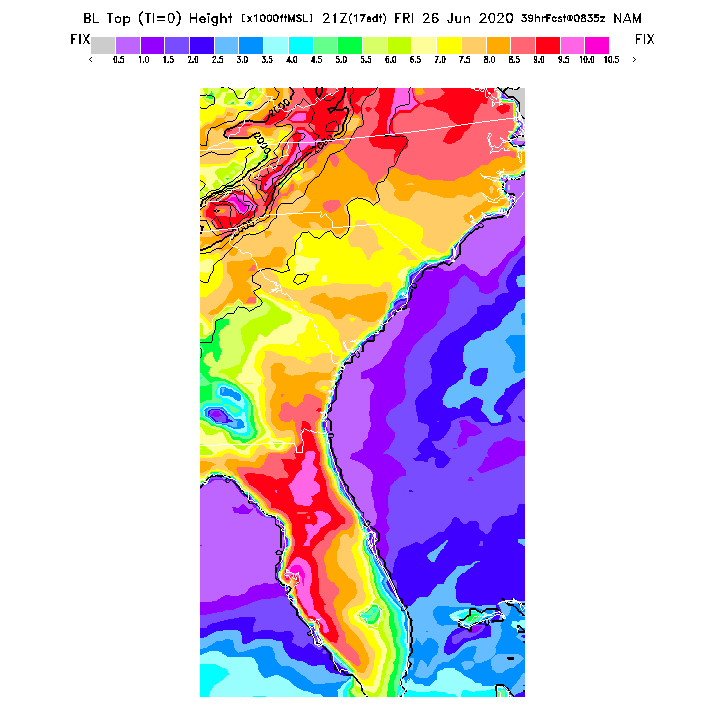 BL Top (TI=0) Height [x1000ftMSL] 21Z(17edt) FRI 26 Jun 2020 39hrFcst@0835z NAM
FIX FIX
< 0.5 1.0 1.5 2.0 2.5 3.0 3.5 4.0 4.5 5.0 5.5 6.0 6.5 7.0 7.5 8.0 8.5 9.0 9.5 10.0 10.5 >
2000
2000